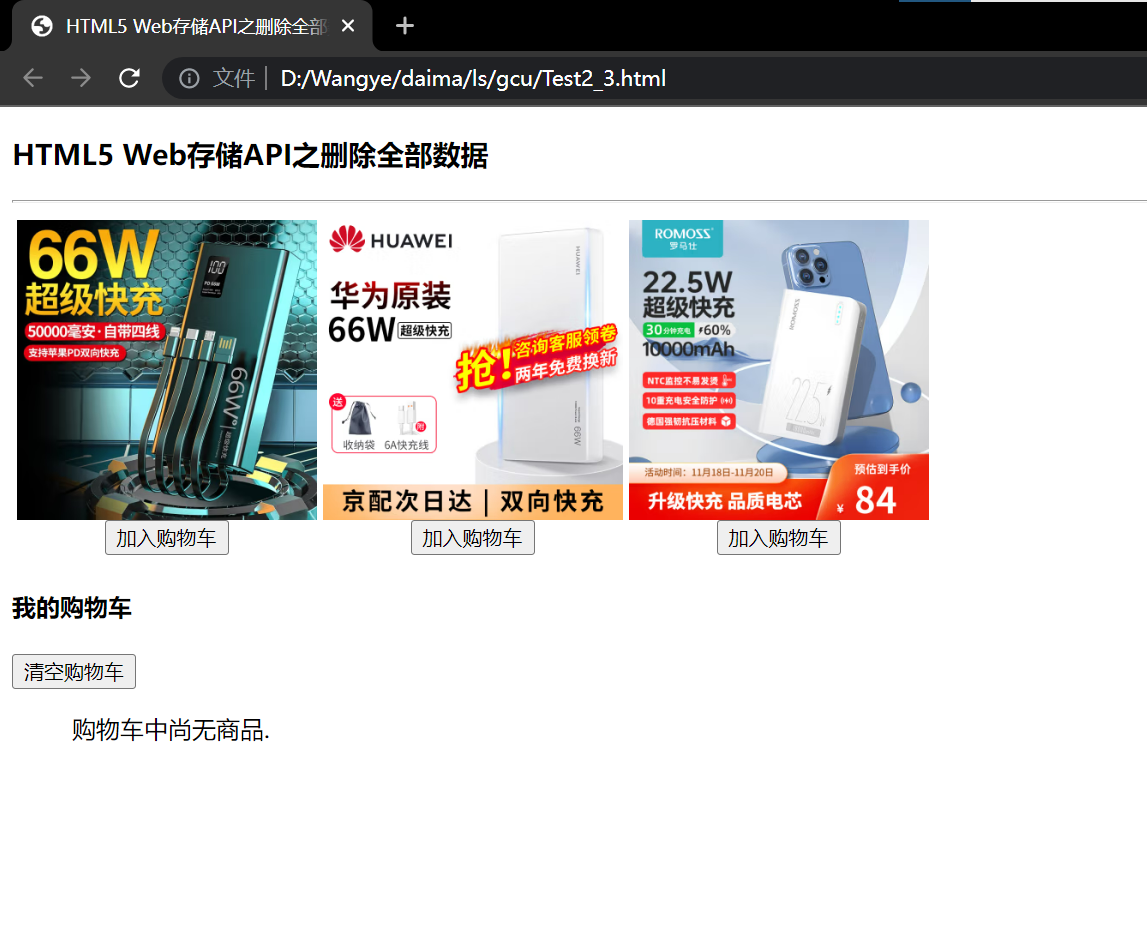 HTML5 Web存储API之删除全部
文件 D:/Wangye/daima/ls/gcu/Test2_3.html
HTML5 Web存储API之删除全部数据
66W
超级快充
50000毫安·自带四线
支持苹果PD双向快充
100
66W
超级快充
HUAWEI
华为原装
66W 超级快充
HUAWEI
抢!咨询客服领卷
两年免费换新
送
附
收纳袋 6A快充线
66W
京配次日达 | 双向快充
ROMOSS
罗马仕
22.5W
超级快充
30分钟充电 60%
10000mAh
NTC监控不易发烫
10重充电安全防护
德国强韧抗压材料
ROMOSS
22.5
活动时间:11月18日-11月20日
预估到手价
升级快充 品质电芯
¥ 84
加入购物车 加入购物车 加入购物车
我的购物车
清空购物车
购物车中尚无商品.